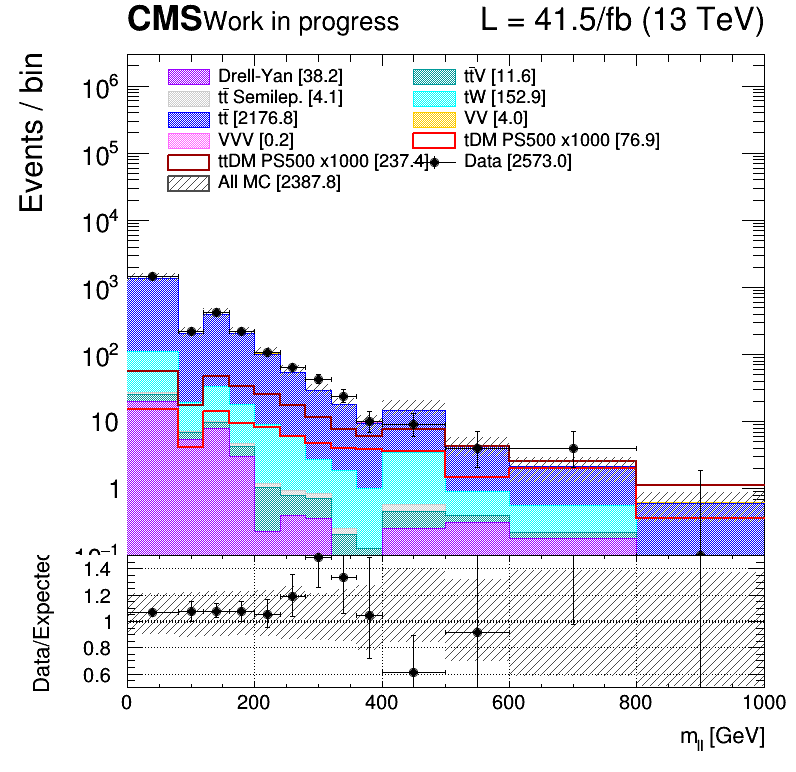 CMS Work in progress L = 41.5/fb (13 TeV)
Drell-Yan [38.2] tt̄V [11.6]
tt̄ Semilep. [4.1] tW [152.9]
tt̄ [2176.8] VV [4.0]
VVV [0.2] tDM PS500 x1000 [76.9]
ttDM PS500 x1000 [237.4] Data [2573.0]
All MC [2387.8]
Events / bin
10⁶
10⁵
10⁴
10³
10²
10
1
10⁻¹
Data/Expected
1.4
1.2
1
0.8
0.6
0 200 400 600 800 1000
m_ll [GeV]